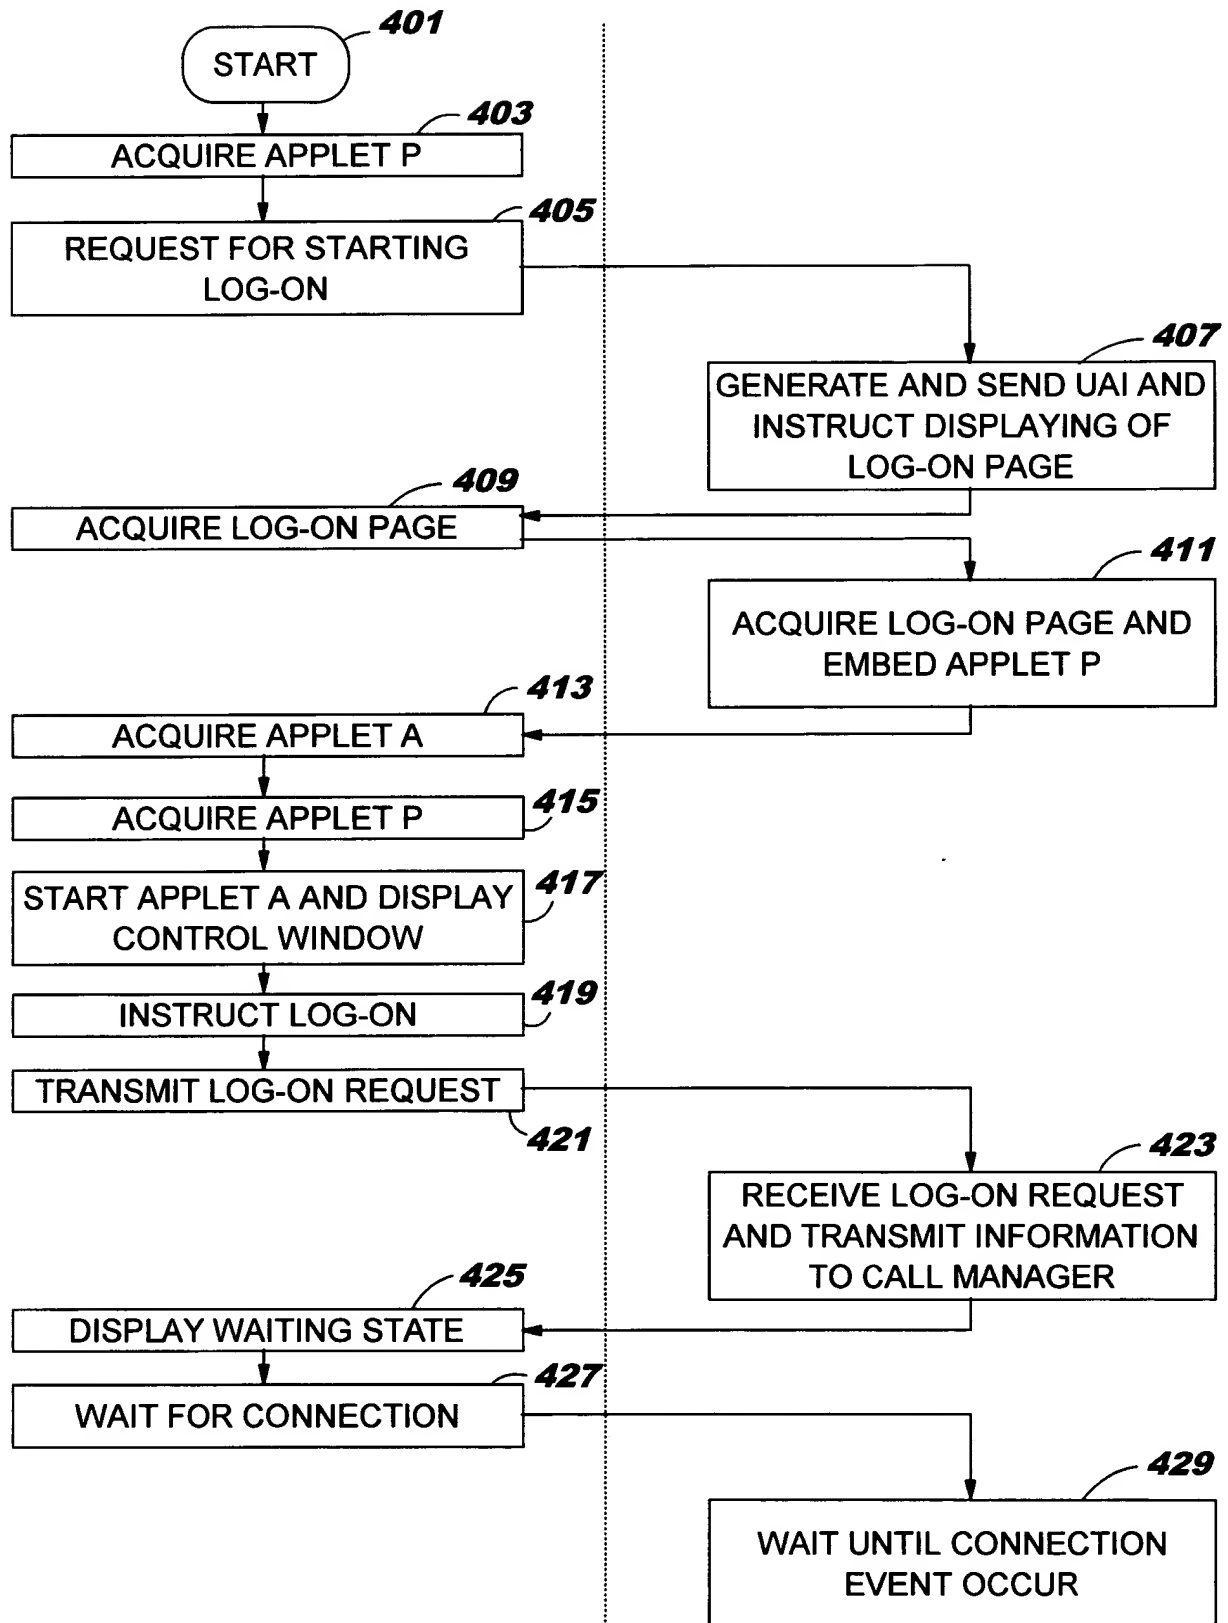 401
START
403
ACQUIRE APPLET P
405
REQUEST FOR STARTING
LOG-ON
407
GENERATE AND SEND UAI AND
INSTRUCT DISPLAYING OF
LOG-ON PAGE
409
ACQUIRE LOG-ON PAGE
411
ACQUIRE LOG-ON PAGE AND
EMBED APPLET P
413
ACQUIRE APPLET A
415
ACQUIRE APPLET P
417
START APPLET A AND DISPLAY
CONTROL WINDOW
419
INSTRUCT LOG-ON
TRANSMIT LOG-ON REQUEST
421
423
RECEIVE LOG-ON REQUEST
AND TRANSMIT INFORMATION
TO CALL MANAGER
425
DISPLAY WAITING STATE
427
WAIT FOR CONNECTION
429
WAIT UNTIL CONNECTION
EVENT OCCUR